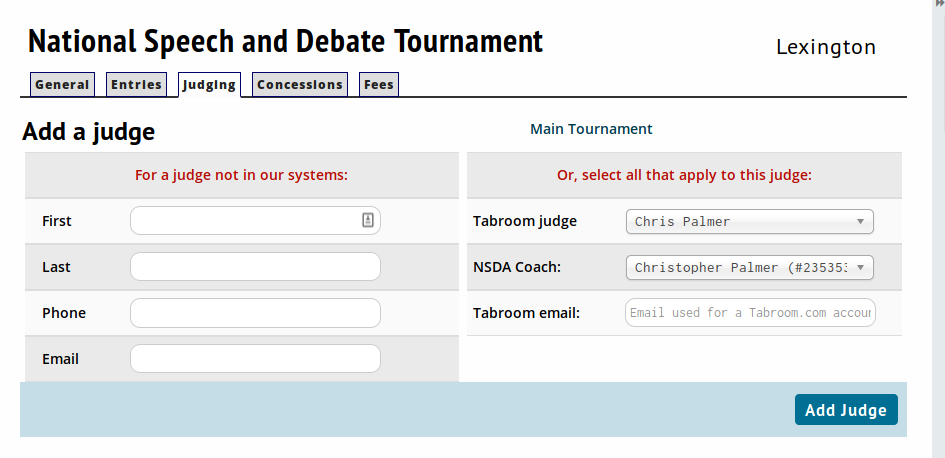 National Speech and Debate Tournament
Lexington
General Entries Judging Concessions Fees
Add a judge
Main Tournament
For a judge not in our systems:
Or, select all that apply to this judge:
First
Tabroom judge Chris Palmer
Last
NSDA Coach: Christopher Palmer (#235353
Phone
Tabroom email: Email used for a Tabroom.com accour
Email
Add Judge